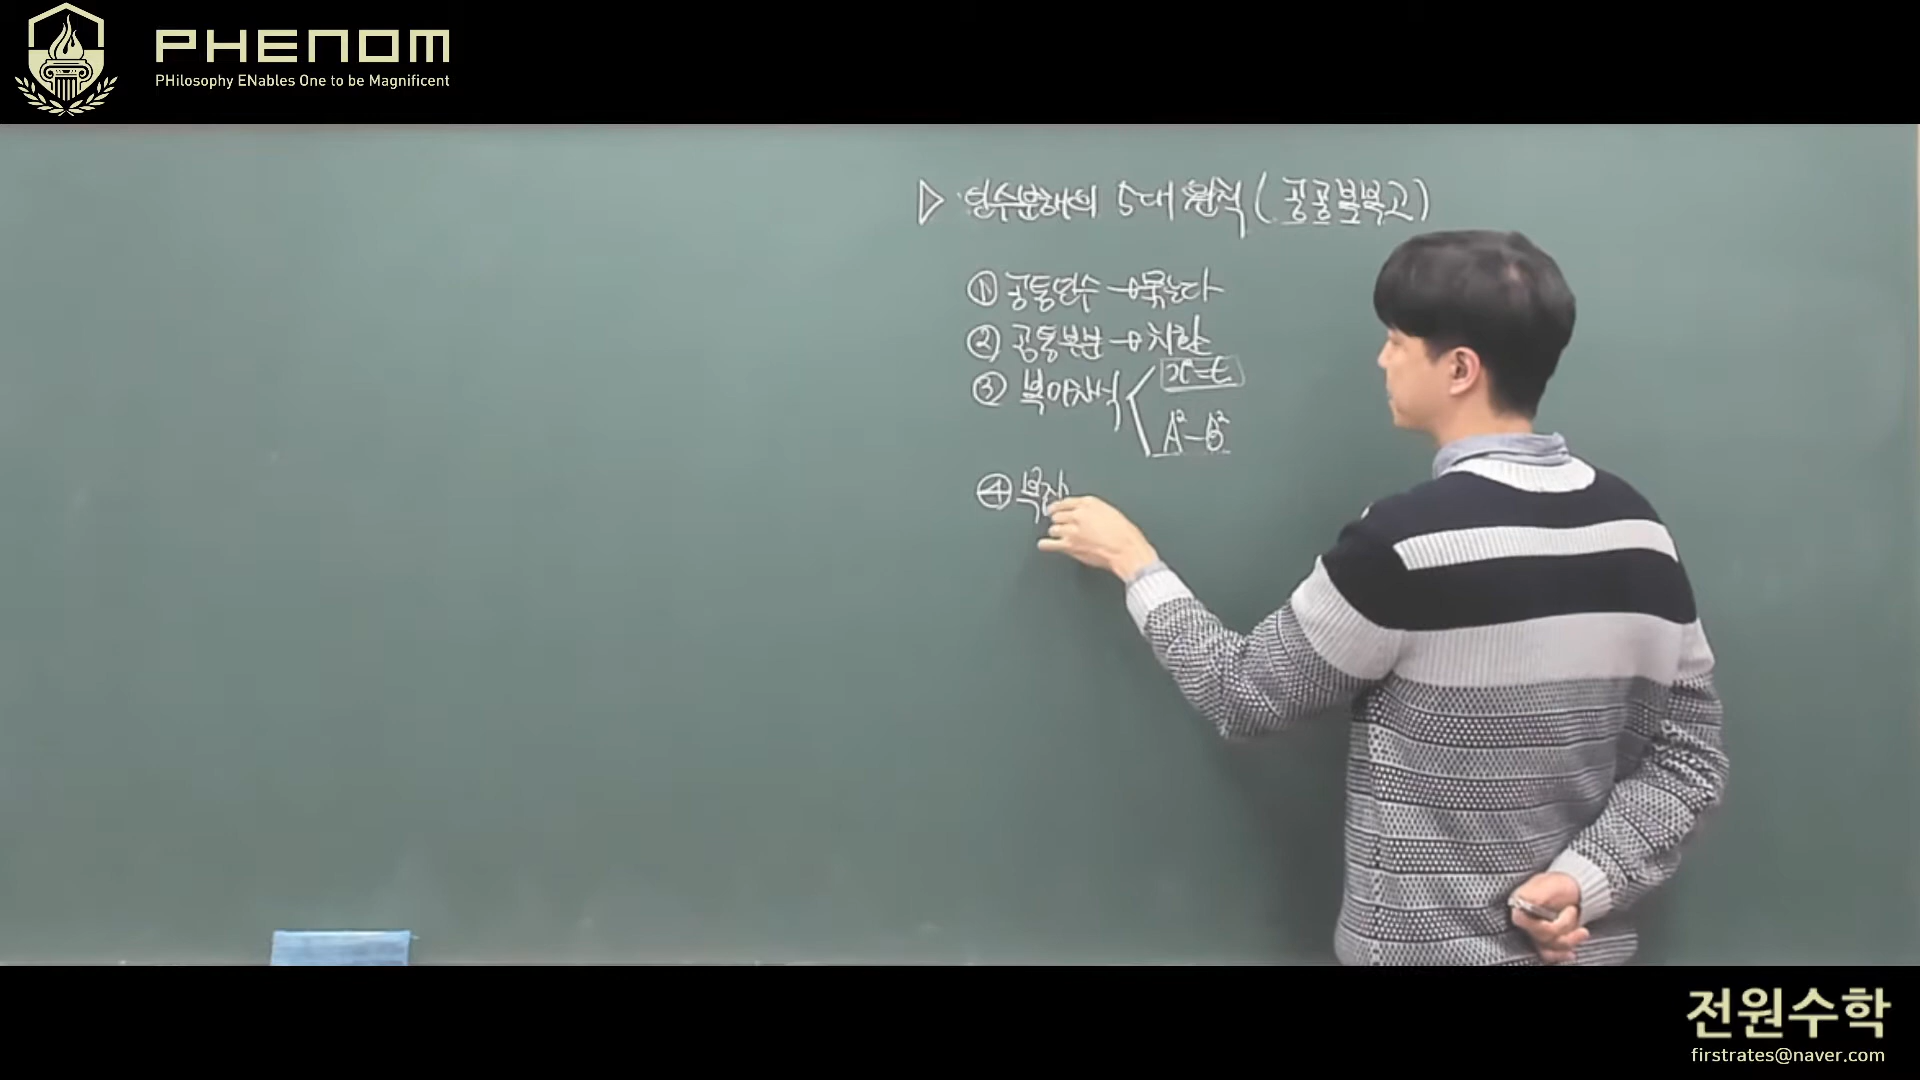 PHENOM
PHilosophy ENables One to be Magnificent
▷ 인수분해의 5대 원칙 (공공복복고)
① 공통인수 → 묶는다
② 공통부분 → 치환
③ 복이차식 < x²=t
A²-B²
④ 복잡
전원수학
firstrates@naver.com